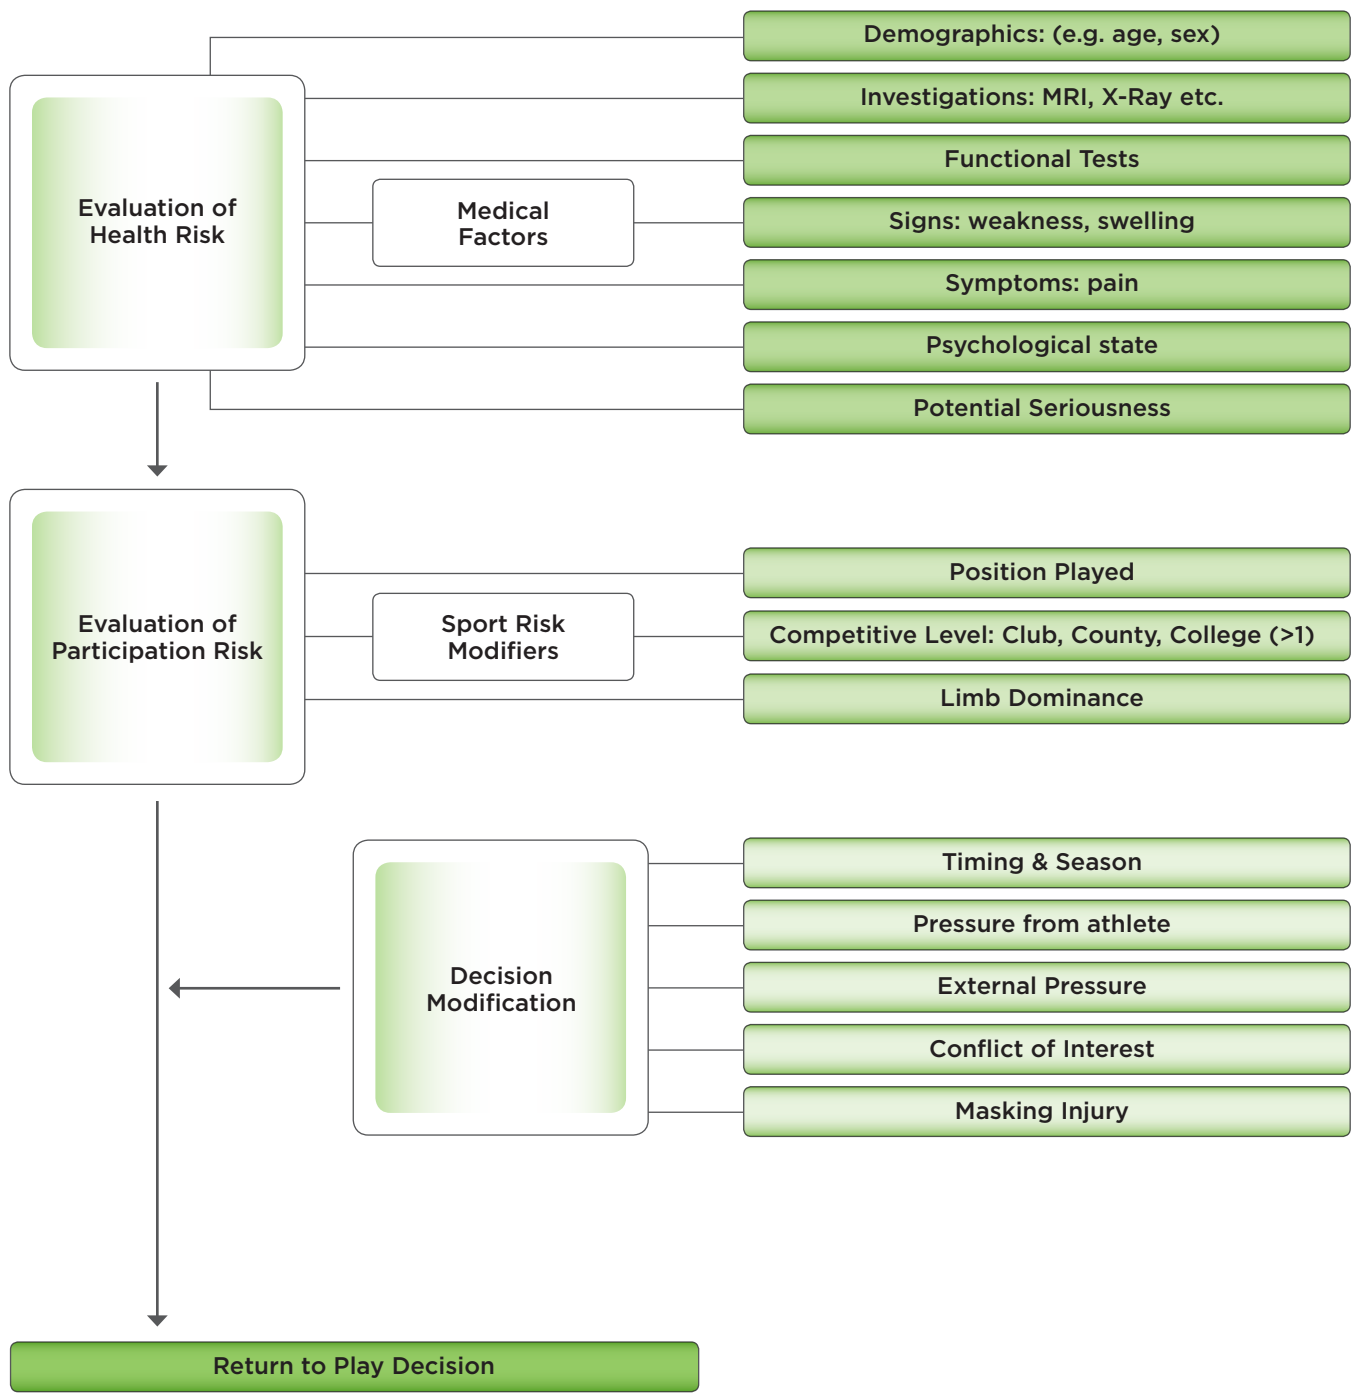 Demographics: (e.g. age, sex)
Investigations: MRI, X-Ray etc.
Functional Tests
Evaluation of
Health Risk
Medical
Factors
Signs: weakness, swelling
Symptoms: pain
Psychological state
Potential Seriousness
Position Played
Evaluation of
Participation Risk
Sport Risk
Modifiers
Competitive Level: Club, County, College (>1)
Limb Dominance
Timing & Season
Pressure from athlete
Decision
Modification
External Pressure
Conflict of Interest
Masking Injury
Return to Play Decision